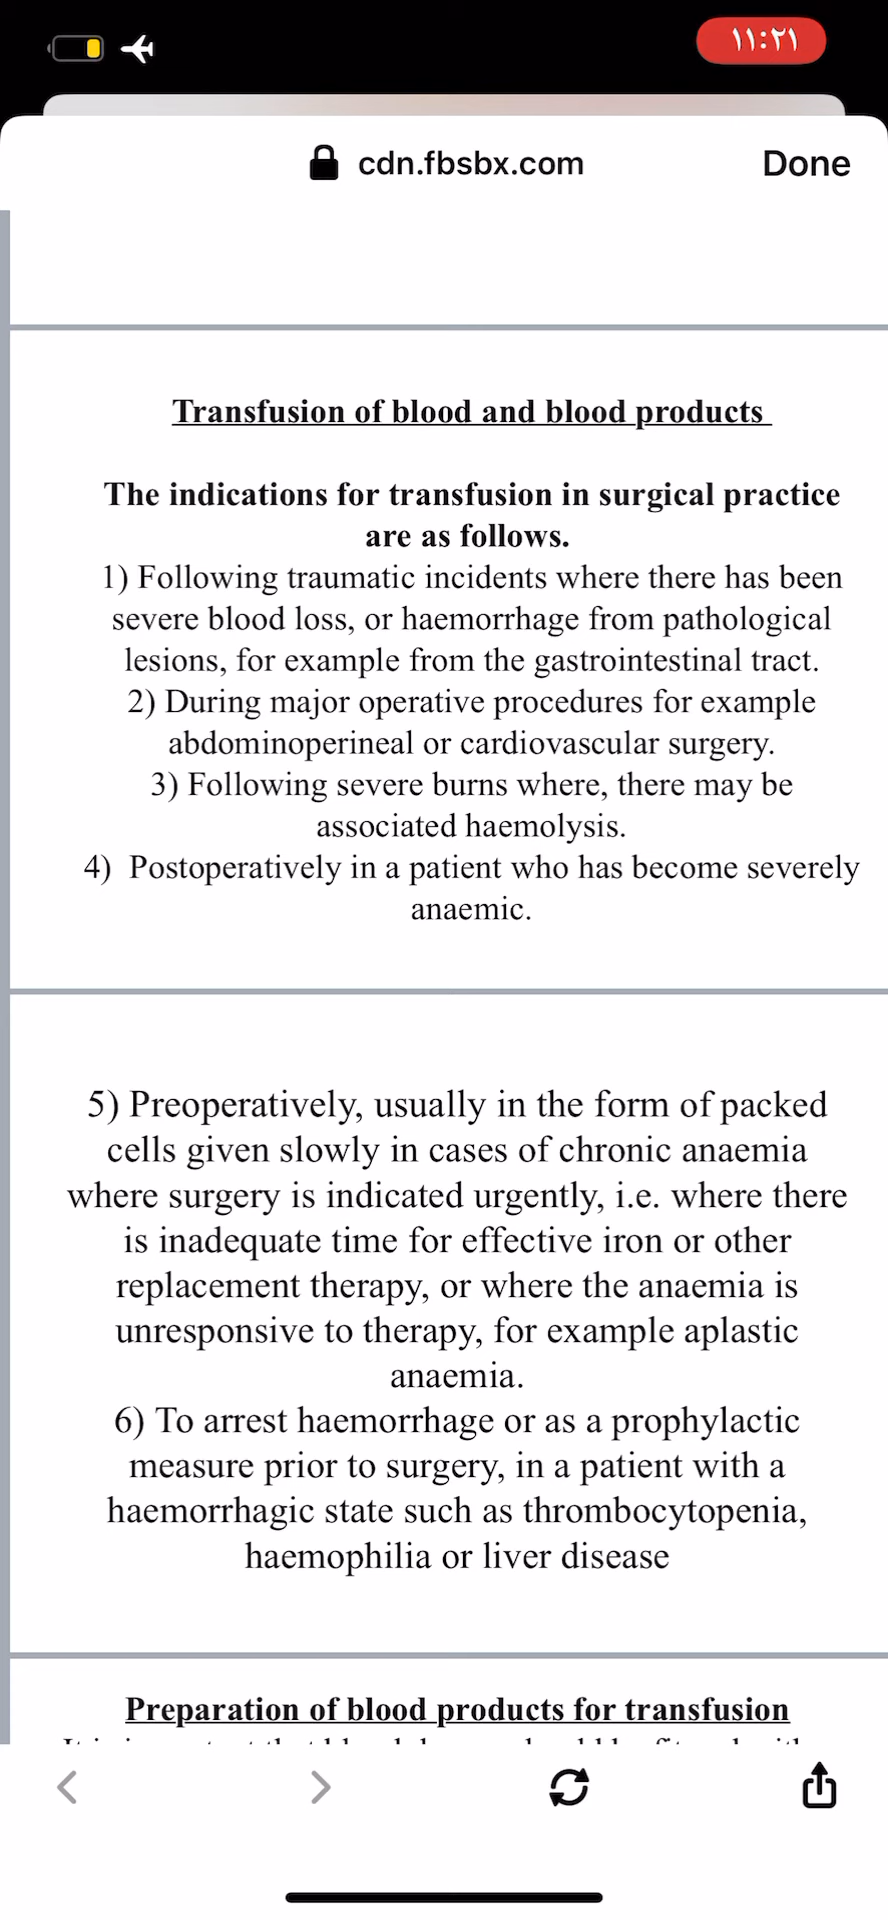 ١١:٢١
cdn.fbsbx.com
Done
Transfusion of blood and blood products
The indications for transfusion in surgical practice
are as follows.
1) Following traumatic incidents where there has been
severe blood loss, or haemorrhage from pathological
lesions, for example from the gastrointestinal tract.
2) During major operative procedures for example
abdominoperineal or cardiovascular surgery.
3) Following severe burns where, there may be
associated haemolysis.
4) Postoperatively in a patient who has become severely
anaemic.
5) Preoperatively, usually in the form of packed
cells given slowly in cases of chronic anaemia
where surgery is indicated urgently, i.e. where there
is inadequate time for effective iron or other
replacement therapy, or where the anaemia is
unresponsive to therapy, for example aplastic
anaemia.
6) To arrest haemorrhage or as a prophylactic
measure prior to surgery, in a patient with a
haemorrhagic state such as thrombocytopenia,
haemophilia or liver disease
Preparation of blood products for transfusion